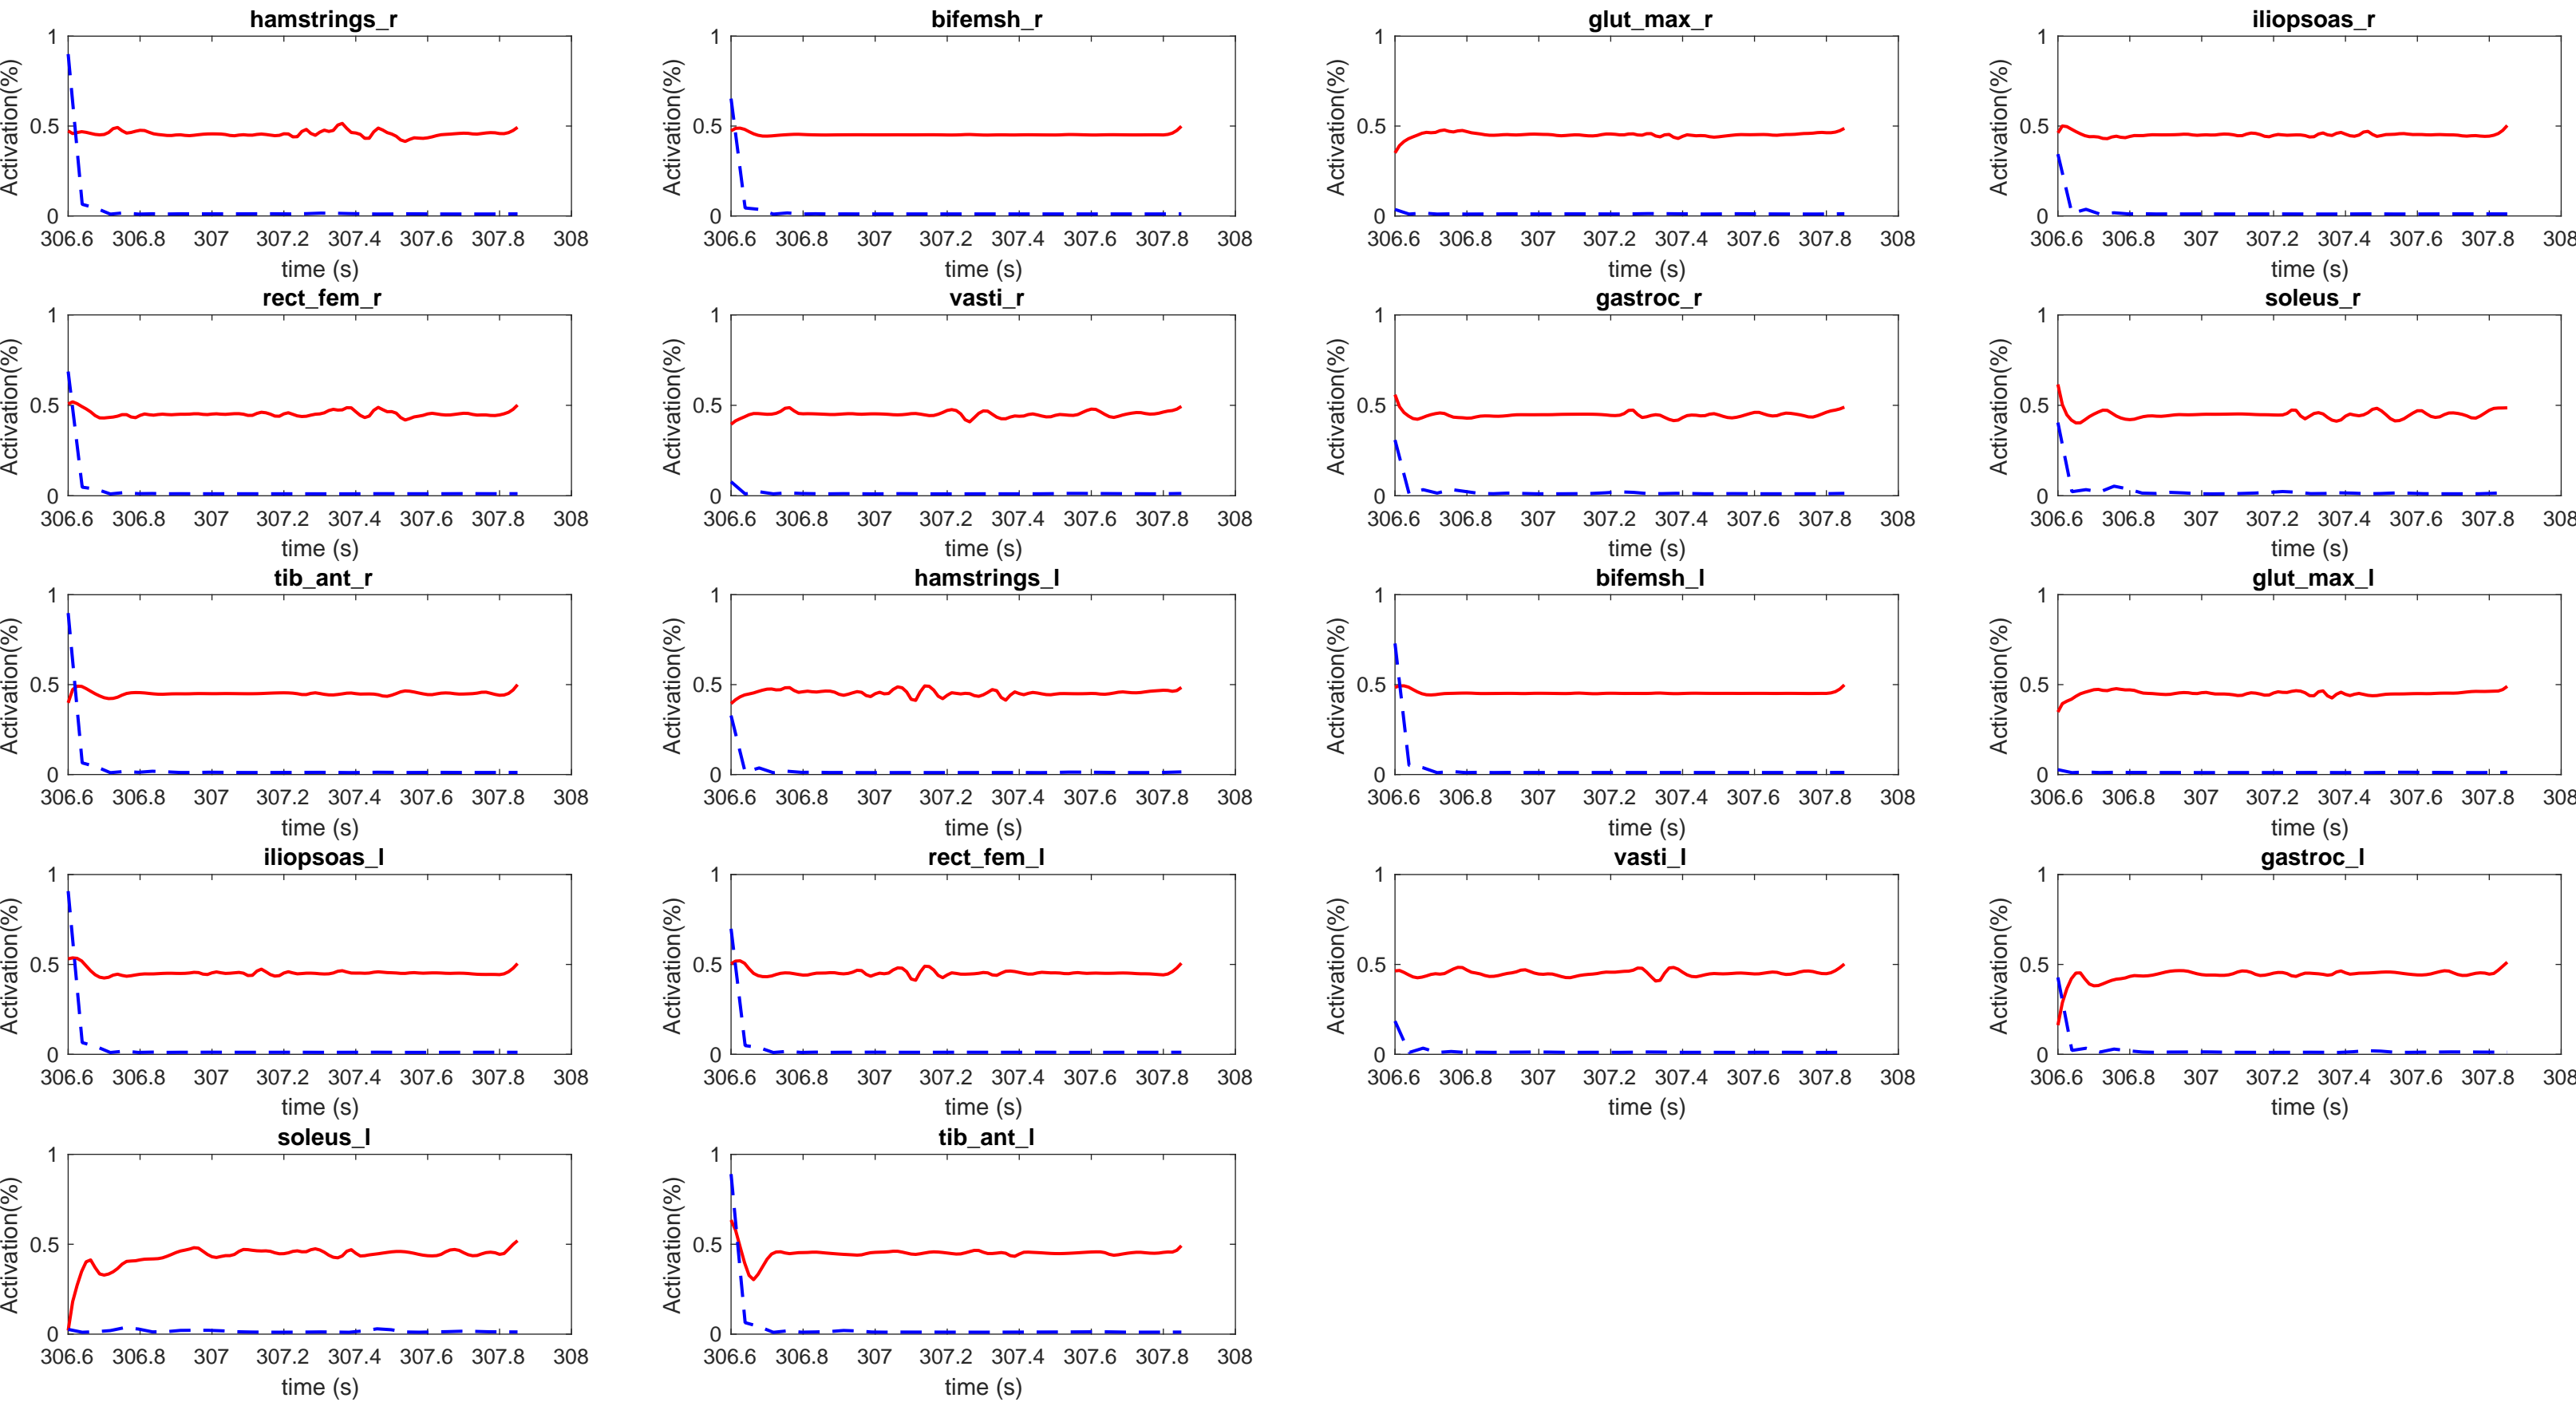 hamstrings_r bifemsh_r glut_max_r iliopsoas_r
1 1 1 1
Activation(%) Activation(%) Activation(%) Activation(%)
0.5 0.5 0.5 0.5
0 0 0 0
306.6 306.8 307 307.2 307.4 307.6 307.8 308 306.6 306.8 307 307.2 307.4 307.6 307.8 308 306.6 306.8 307 307.2 307.4 307.6 307.8 308 306.6 306.8 307 307.2 307.4 307.6 307.8 308
time (s) time (s) time (s) time (s)
rect_fem_r vasti_r gastroc_r soleus_r
1 1 1 1
Activation(%) Activation(%) Activation(%) Activation(%)
0.5 0.5 0.5 0.5
0 0 0 0
306.6 306.8 307 307.2 307.4 307.6 307.8 308 306.6 306.8 307 307.2 307.4 307.6 307.8 308 306.6 306.8 307 307.2 307.4 307.6 307.8 308 306.6 306.8 307 307.2 307.4 307.6 307.8 308
time (s) time (s) time (s) time (s)
tib_ant_r hamstrings_l bifemsh_l glut_max_l
1 1 1 1
Activation(%) Activation(%) Activation(%) Activation(%)
0.5 0.5 0.5 0.5
0 0 0 0
306.6 306.8 307 307.2 307.4 307.6 307.8 308 306.6 306.8 307 307.2 307.4 307.6 307.8 308 306.6 306.8 307 307.2 307.4 307.6 307.8 308 306.6 306.8 307 307.2 307.4 307.6 307.8 308
time (s) time (s) time (s) time (s)
iliopsoas_l rect_fem_l vasti_l gastroc_l
1 1 1 1
Activation(%) Activation(%) Activation(%) Activation(%)
0.5 0.5 0.5 0.5
0 0 0 0
306.6 306.8 307 307.2 307.4 307.6 307.8 308 306.6 306.8 307 307.2 307.4 307.6 307.8 308 306.6 306.8 307 307.2 307.4 307.6 307.8 308 306.6 306.8 307 307.2 307.4 307.6 307.8 308
time (s) time (s) time (s) time (s)
soleus_l tib_ant_l
1 1
Activation(%) Activation(%)
0.5 0.5
0 0
306.6 306.8 307 307.2 307.4 307.6 307.8 308 306.6 306.8 307 307.2 307.4 307.6 307.8 308
time (s) time (s)